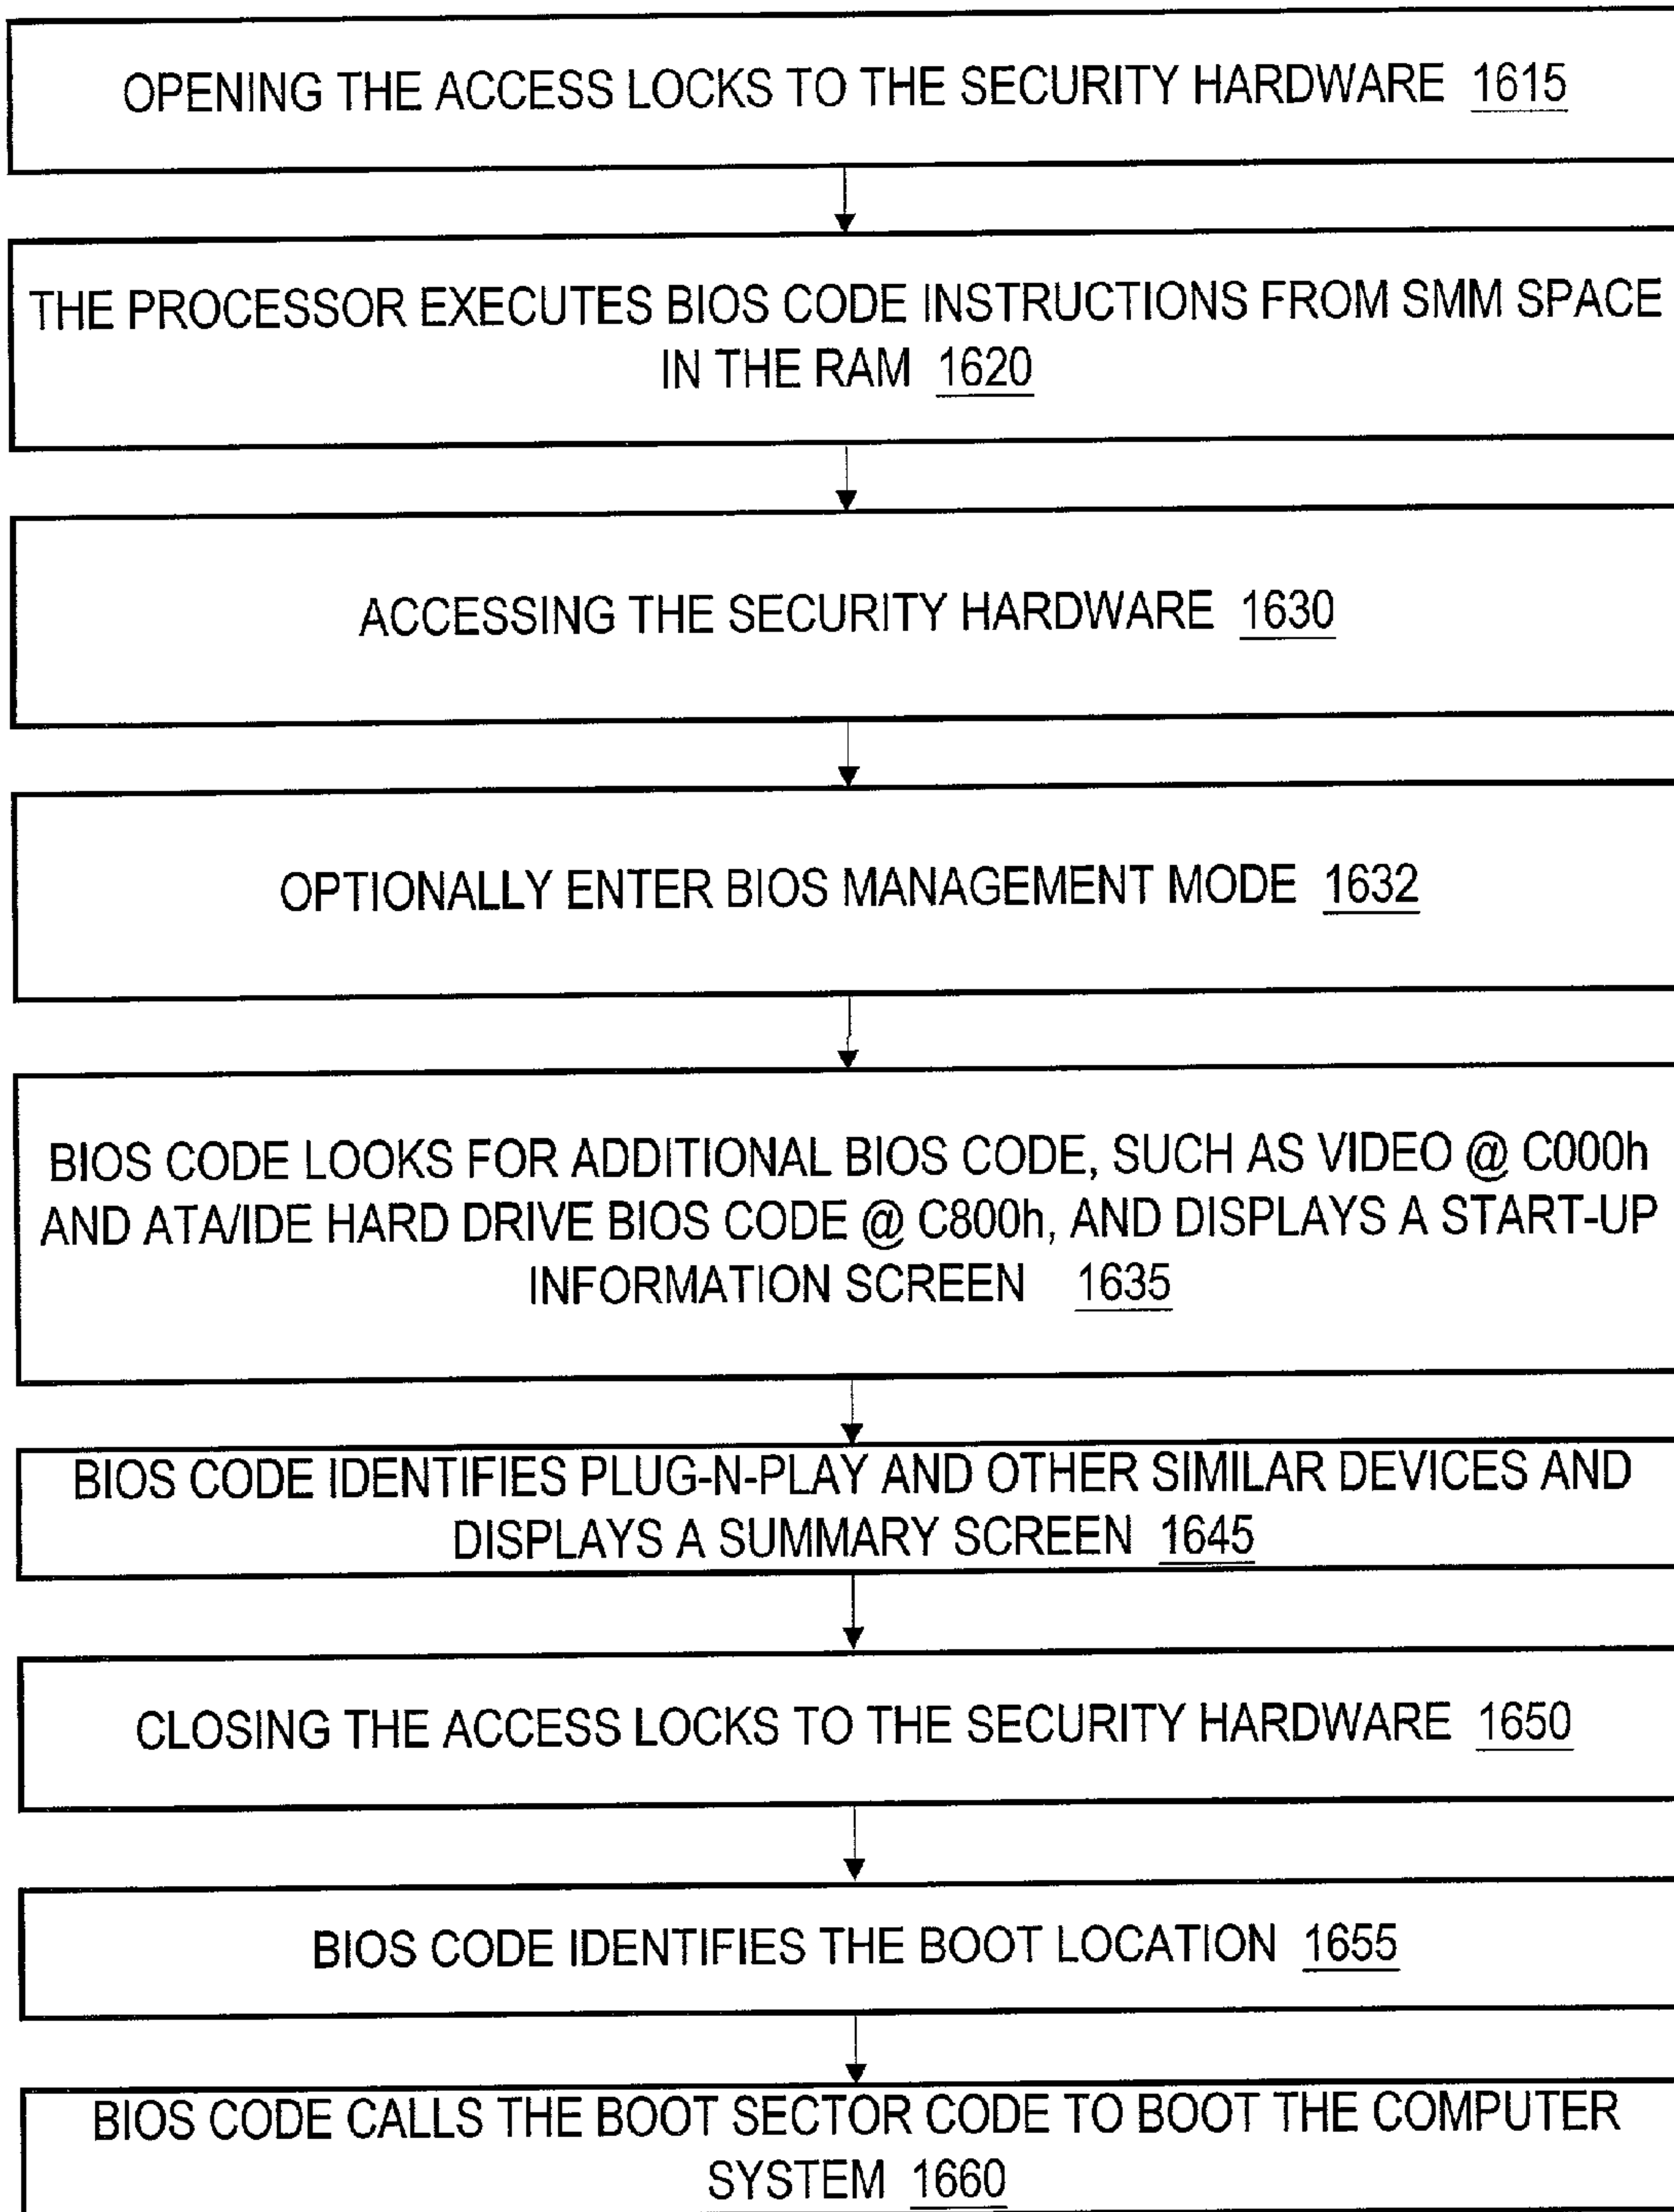 OPENING THE ACCESS LOCKS TO THE SECURITY HARDWARE 1615
THE PROCESSOR EXECUTES BIOS CODE INSTRUCTIONS FROM SMM SPACE
IN THE RAM 1620
ACCESSING THE SECURITY HARDWARE 1630
OPTIONALLY ENTER BIOS MANAGEMENT MODE 1632
BIOS CODE LOOKS FOR ADDITIONAL BIOS CODE, SUCH AS VIDEO @ C000h
AND ATA/IDE HARD DRIVE BIOS CODE @ C800h, AND DISPLAYS A START-UP
INFORMATION SCREEN 1635
BIOS CODE IDENTIFIES PLUG-N-PLAY AND OTHER SIMILAR DEVICES AND
DISPLAYS A SUMMARY SCREEN 1645
CLOSING THE ACCESS LOCKS TO THE SECURITY HARDWARE 1650
BIOS CODE IDENTIFIES THE BOOT LOCATION 1655
BIOS CODE CALLS THE BOOT SECTOR CODE TO BOOT THE COMPUTER
SYSTEM 1660